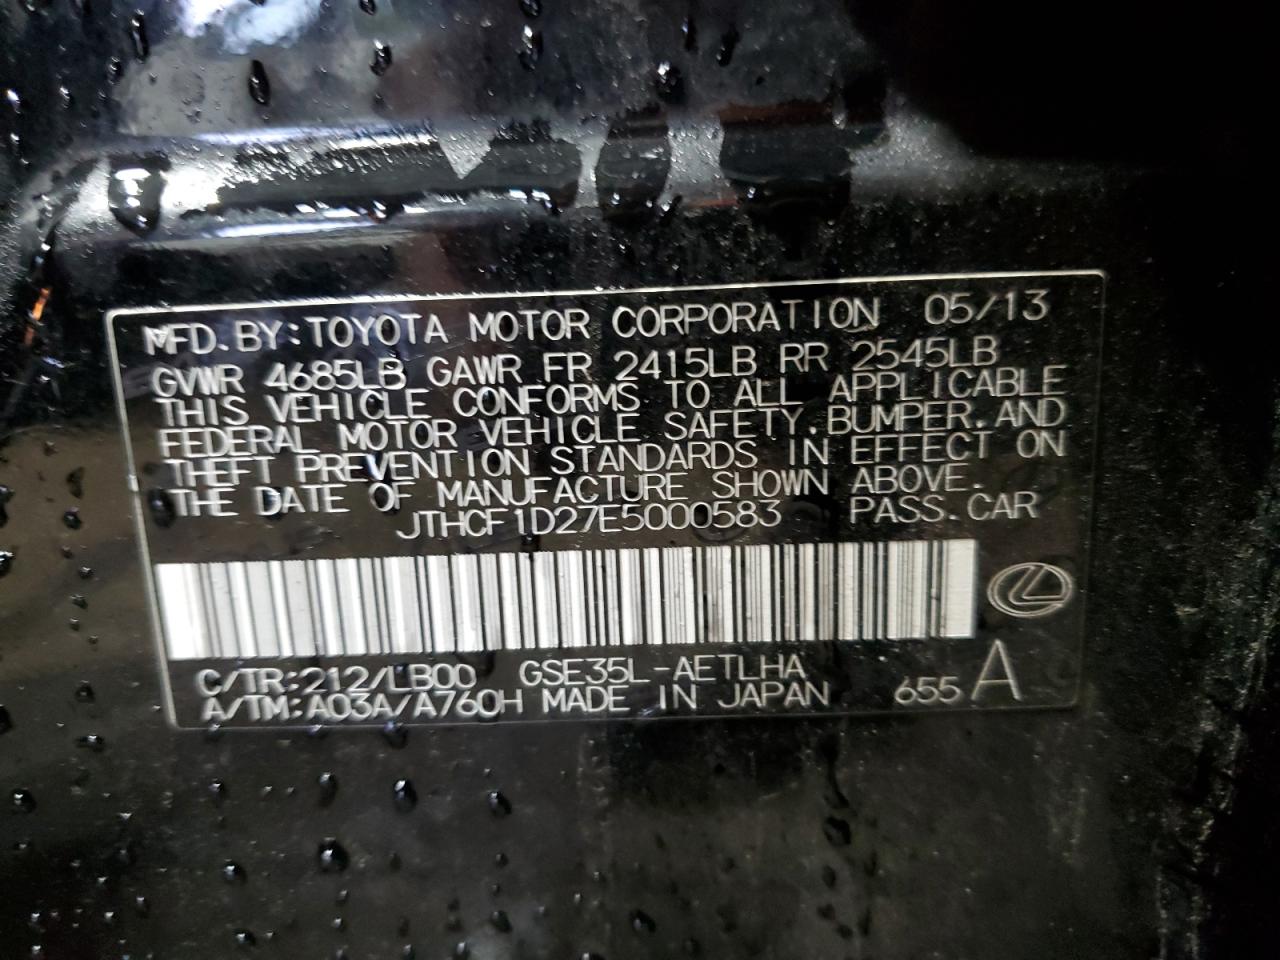 MFD. BY: TOYOTA MOTOR CORPORATION 05/13
GVWR 4685LB GAWR FR 2415LB RR 2545LB
THIS VEHICLE CONFORMS TO ALL APPLICABLE
FEDERAL MOTOR VEHICLE SAFETY, BUMPER, AND
THEFT PREVENTION STANDARDS IN EFFECT ON
THE DATE OF MANUFACTURE SHOWN ABOVE.
JTHCF1D27E5000583 PASS. CAR
C/TR: 212/LB00 GSE35L-AETLHA
A/TM: A03A/A760H MADE IN JAPAN 655 A